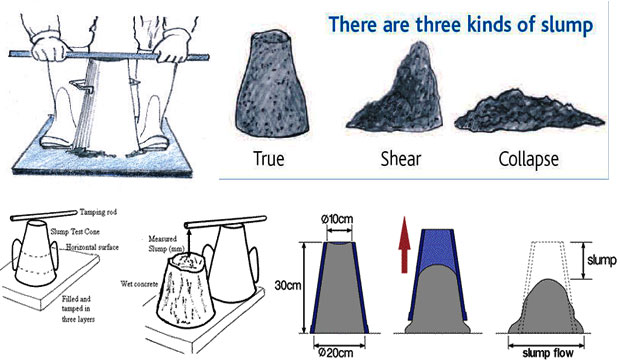 There are three kinds of slump
True
Shear
Collapse
Tamping rod
Slump Test Cone
Horizontal surface
Filled and
tamped in
three layers
Measured
Slump (mm)
Wet concrete
Ø10cm
30cm
Ø20cm
slump
slump flow